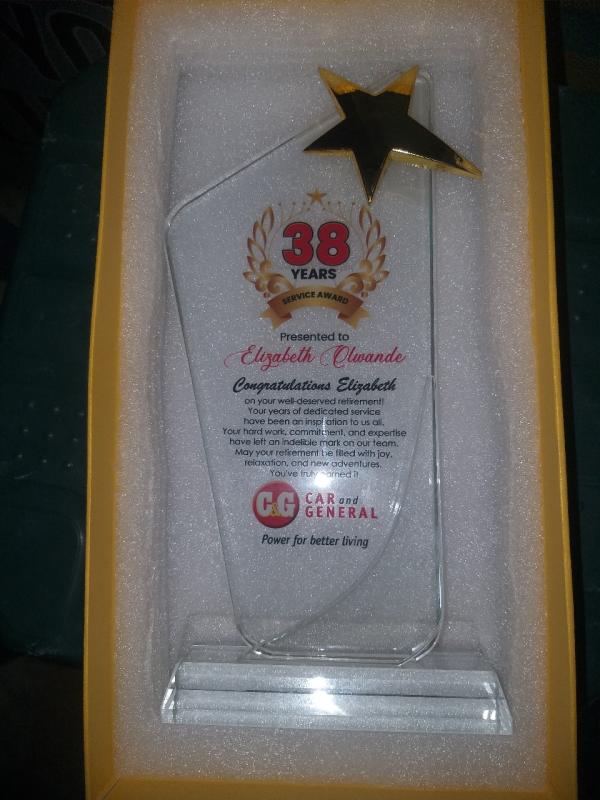 38
YEARS
SERVICE AWARD
Presented to
Elizabeth Olwande
Congratulations Elizabeth
on your well-deserved retirement!
Your years of dedicated service
have been an inspiration to us all.
Your hard work, commitment, and expertise
have left an indelible mark on our team.
May your retirement be filled with joy,
relaxation, and new adventures.
You've truly earned it
C&G CAR and
GENERAL
Power for better living